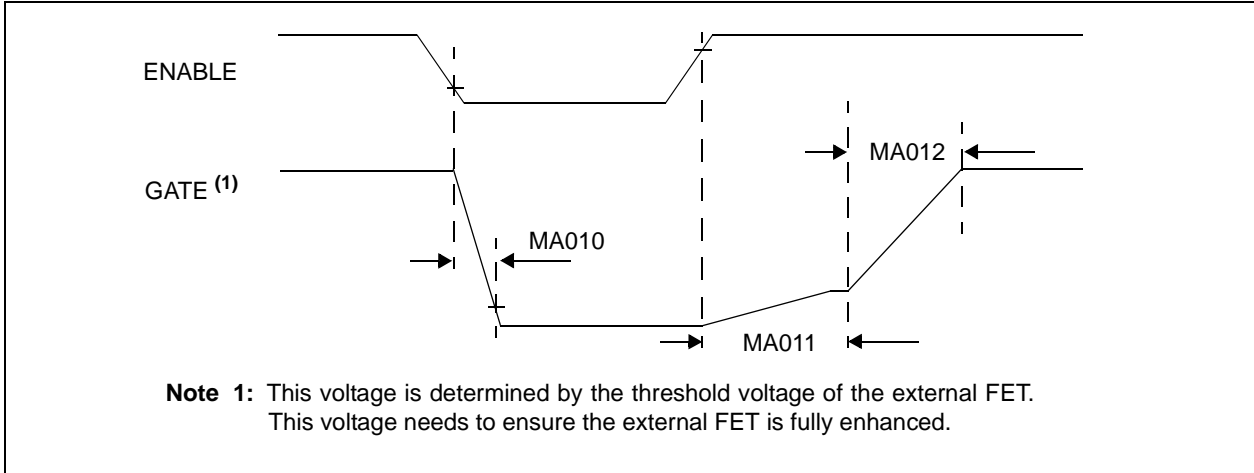 ENABLE
MA012
GATE (1)
MA010
MA011
Note 1: This voltage is determined by the threshold voltage of the external FET.
This voltage needs to ensure the external FET is fully enhanced.